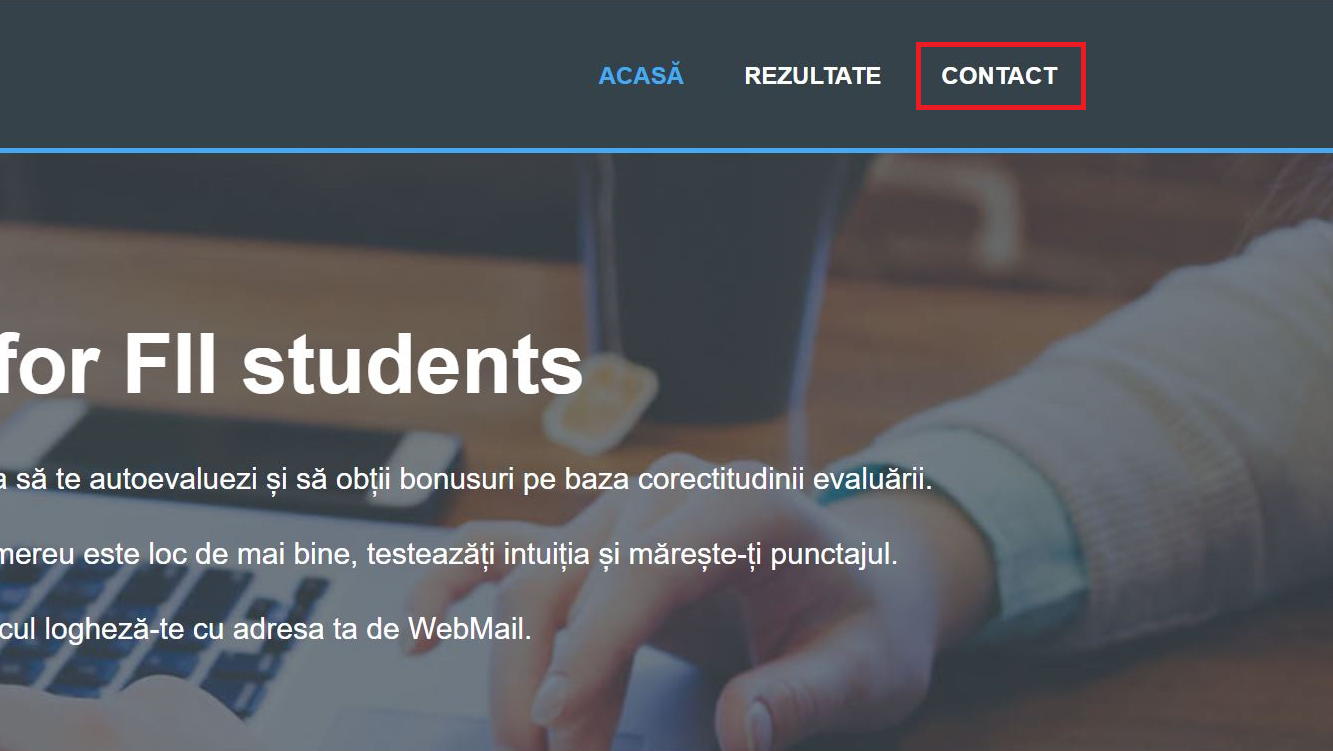 ACASĂ REZULTATE CONTACT
for FII students
a să te autoevaluezi și să obții bonusuri pe baza corectitudinii evaluării.
mereu este loc de mai bine, testeazăți intuiția și mărește-ți punctajul.
cul loghează-te cu adresa ta de WebMail.